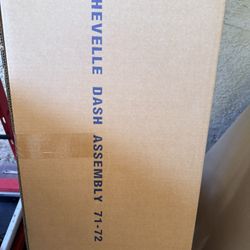 HEVELLE DASH ASSEMBLY 71-72